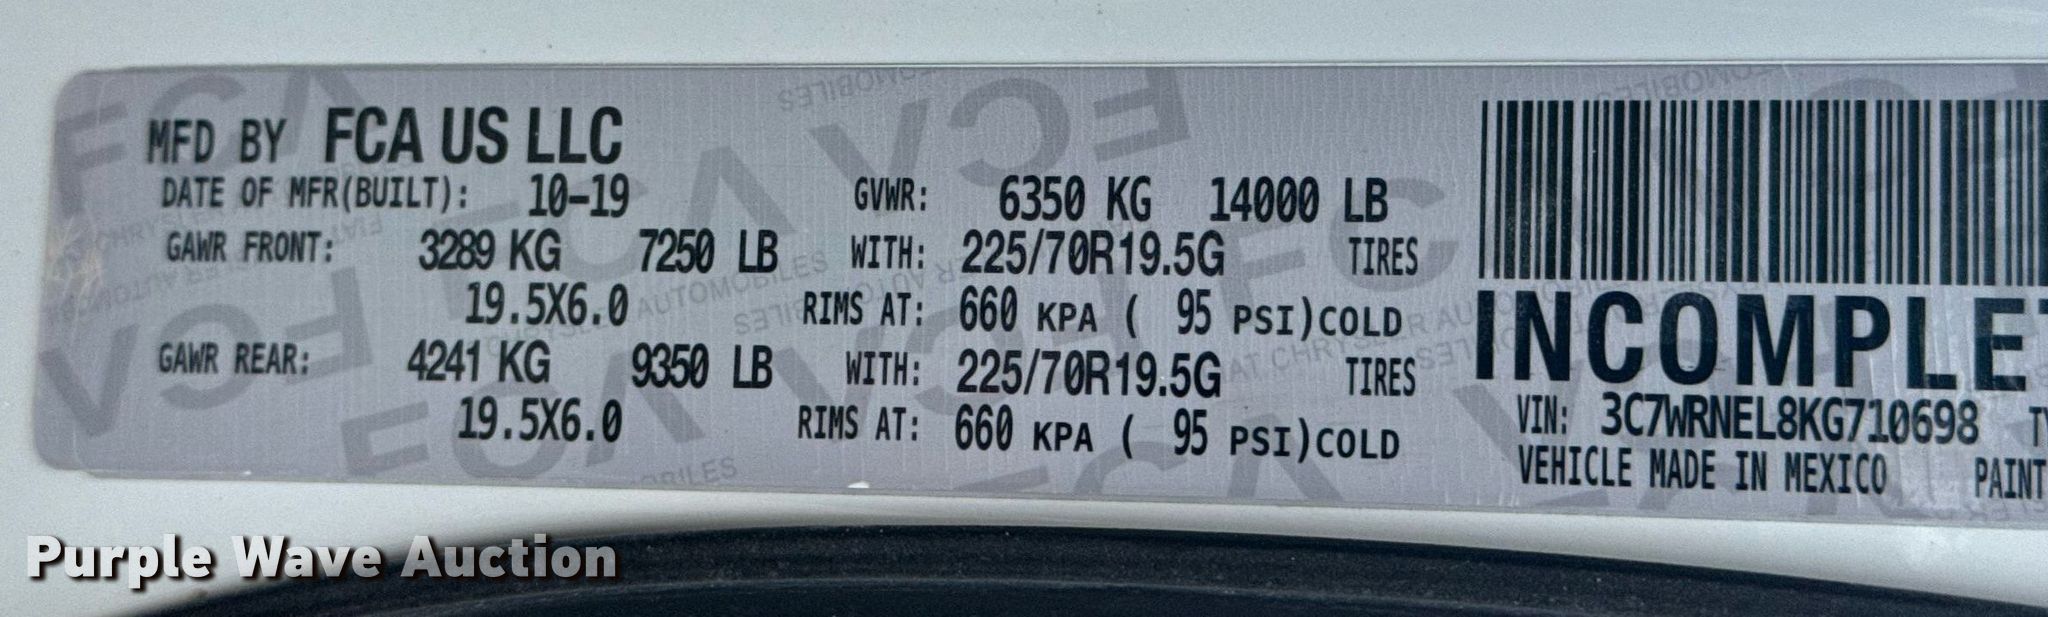 MFD BY FCA US LLC
DATE OF MFR(BUILT): 10-19 GVWR: 6350 KG 14000 LB
GAWR FRONT: 3289 KG 7250 LB WITH: 225/70R19.5G TIRES
19.5X6.0 RIMS AT: 660 KPA ( 95 PSI)COLD
GAWR REAR: 4241 KG 9350 LB WITH: 225/70R19.5G TIRES
19.5X6.0 RIMS AT: 660 KPA ( 95 PSI)COLD
INCOMPLET
VIN: 3C7WRNEL8KG710698 TY
VEHICLE MADE IN MEXICO PAINT
Purple Wave Auction